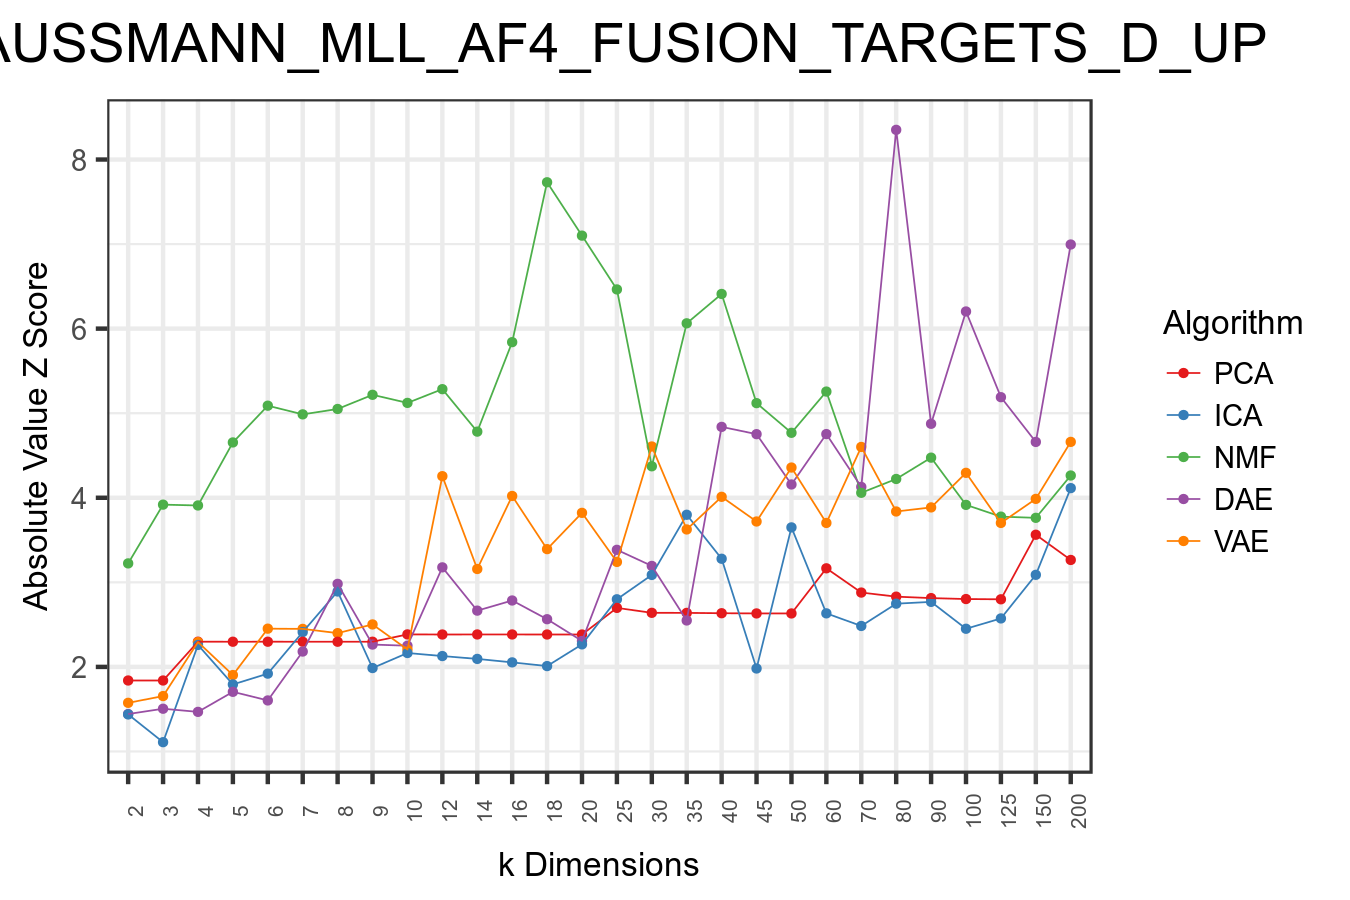 AUSSMANN_MLL_AF4_FUSION_TARGETS_D_UP
Absolute Value Z Score
8
6
4
2
2 3 4 5 6 7 8 9 10 12 14 16 18 20 25 30 35 40 45 50 60 70 80 90 100 125 150 200
k Dimensions
Algorithm
PCA
ICA
NMF
DAE
VAE